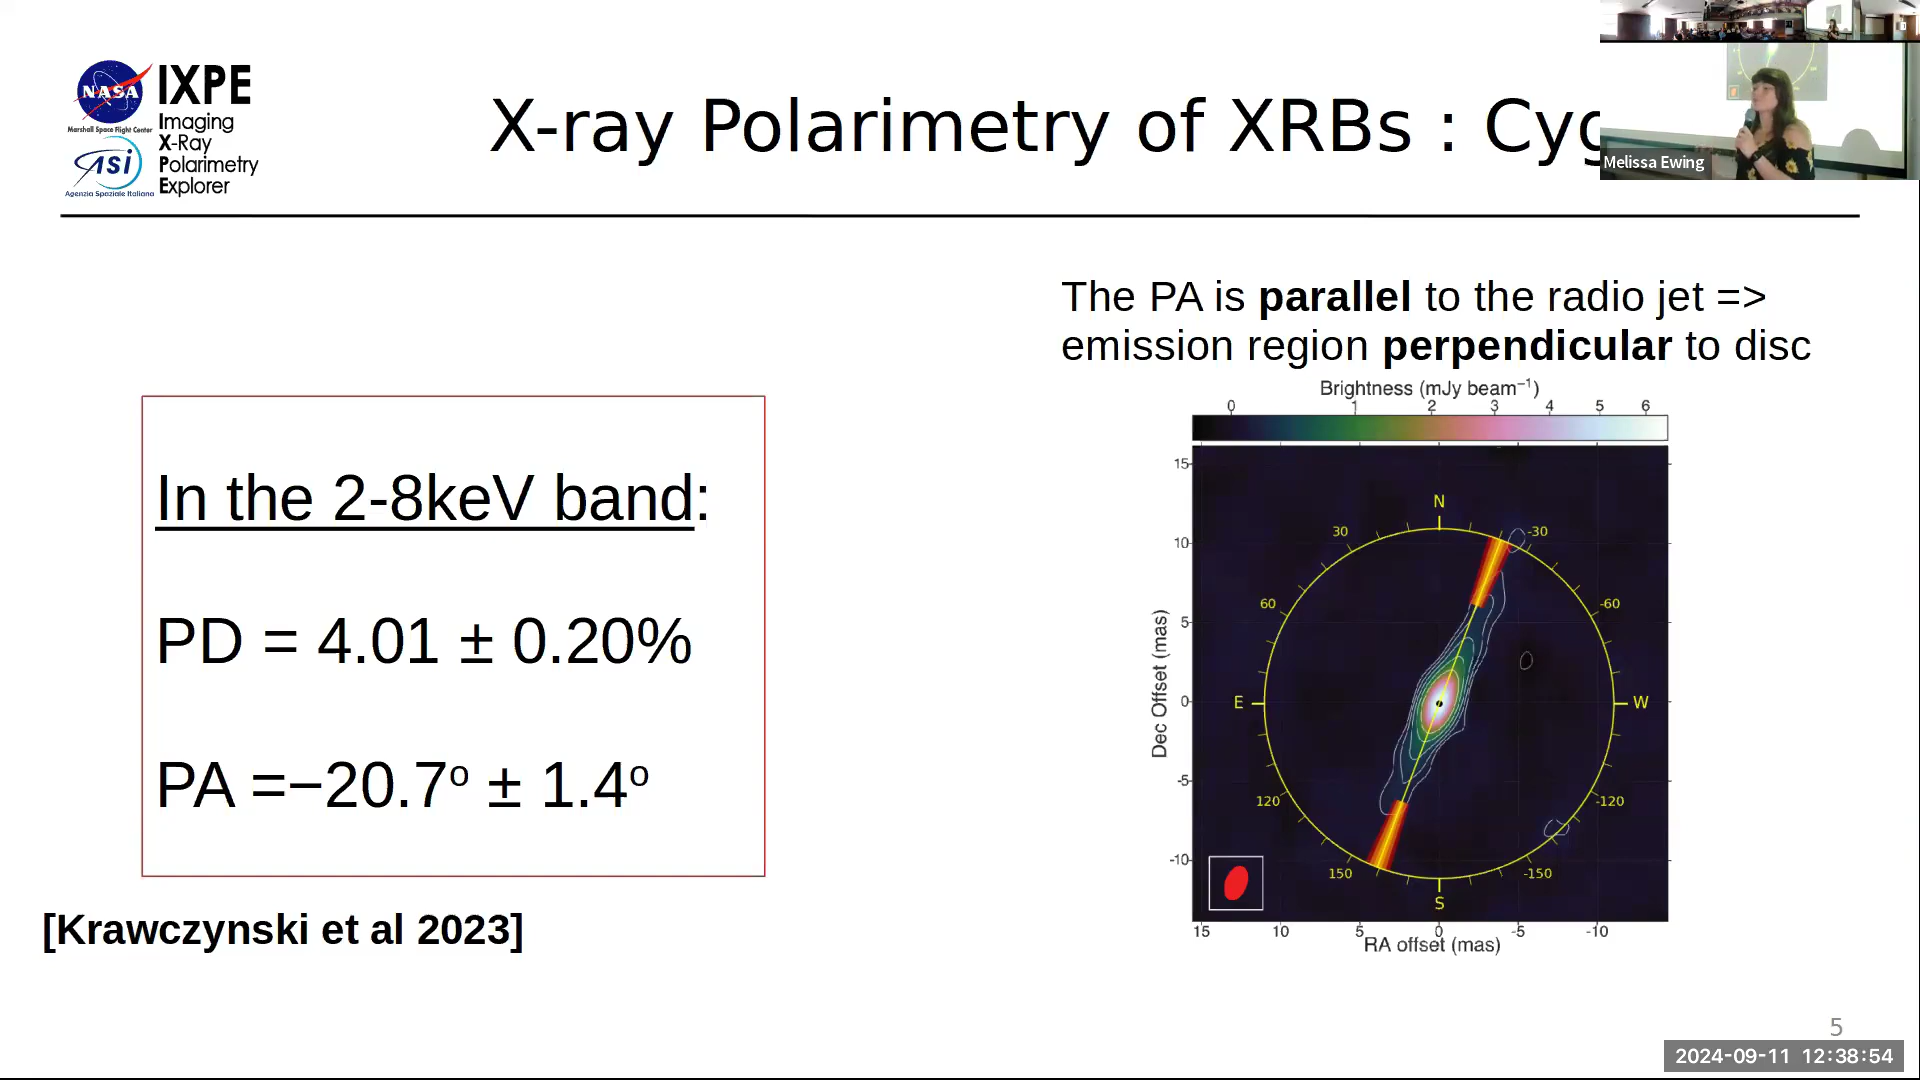 NASA
Marshall Space Flight Center
asi
Agenzia Spaziale Italiana
IXPE
Imaging
X-Ray
Polarimetry
Explorer
X-ray Polarimetry of XRBs : Cyg
Melissa Ewing
The PA is parallel to the radio jet =>
emission region perpendicular to disc
In the 2-8keV band:
PD = 4.01 ± 0.20%
PA =−20.7º ± 1.4º
[Krawczynski et al 2023]
Brightness (mJy beam⁻¹)
0 1 2 3 4 5 6
15
10
5
0
-5
-10
Dec Offset (mas)
N
30 -30
60 -60
E W
120 -120
150 -150
S
15 10 5 0 -5 -10
RA offset (mas)
5
2024-09-11 12:38:54